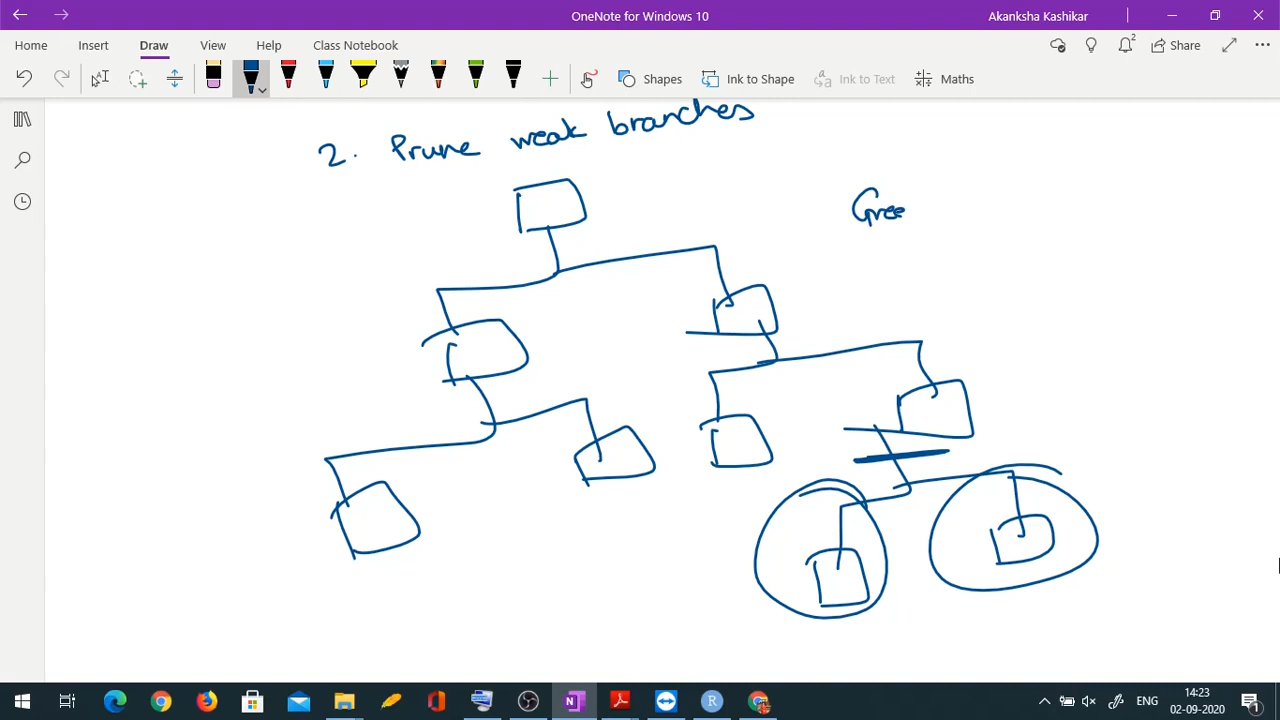 OneNote for Windows 10
Akanksha Kashikar
Home Insert Draw View Help Class Notebook
Share
Shapes Ink to Shape Ink to Text Maths
2. Prune weak branches
Gree
ENG
14:23
02-09-2020